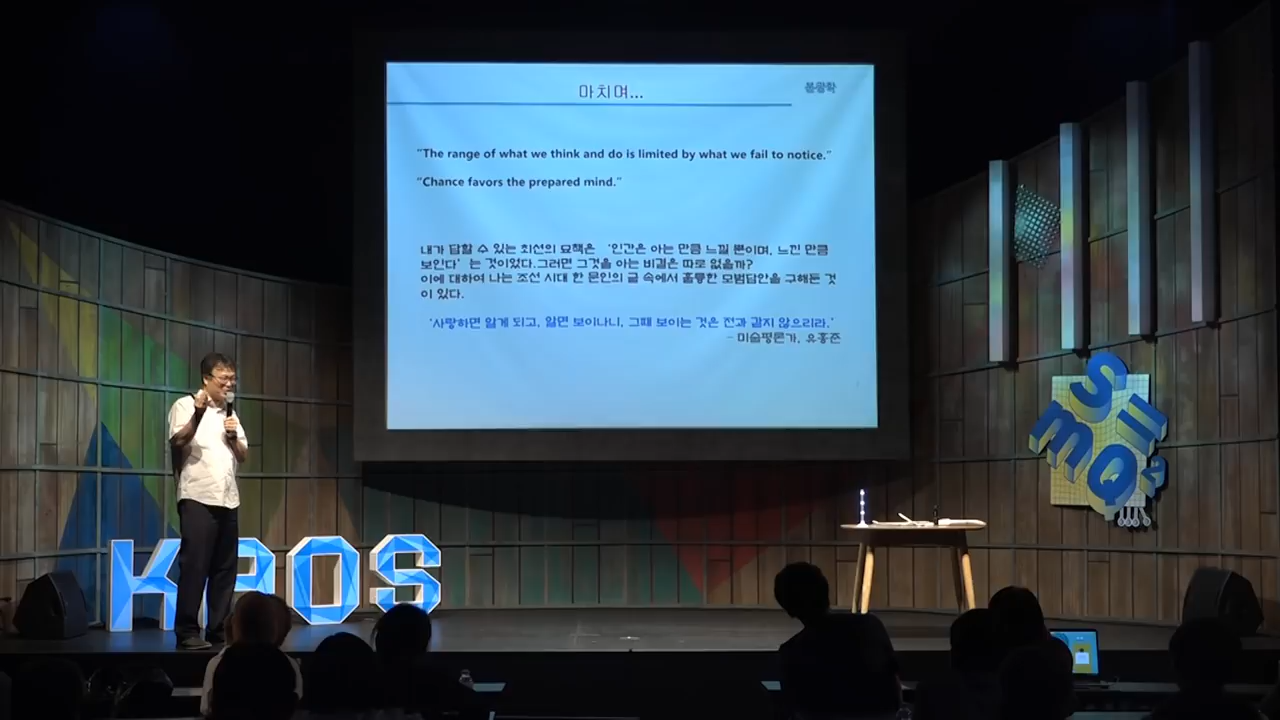 마치며...
분광학
“The range of what we think and do is limited by what we fail to notice.”
“Chance favors the prepared mind.”
내가 답할 수 있는 최선의 묘책은 ‘인간은 아는 만큼 느낄 뿐이며, 느낀 만큼
보인다’ 는 것이었다.그러면 그것을 아는 비결은 따로 없을까?
이에 대하여 나는 조선 시대 한 문인의 글 속에서 훌륭한 모범답안을 구해둔 것
이 있다.
‘사랑하면 알게 되고, 알면 보이나니, 그때 보이는 것은 전과 같지 않으리라.’
- 미술평론가, 유홍준
KAOS